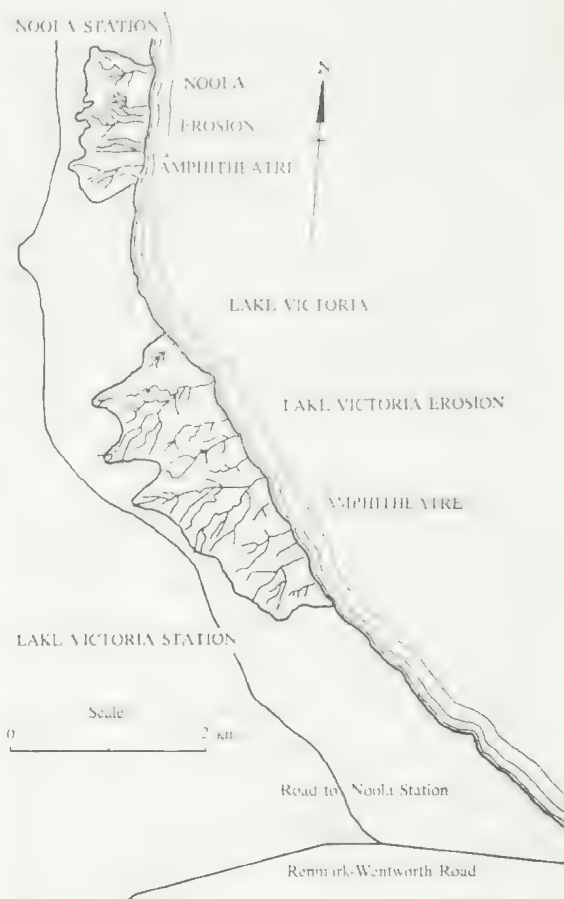 NOOLA STATION
N
NOOLA
EROSION
AMPHITHEATRE
LAKE VICTORIA
LAKE VICTORIA EROSION
AMPHITHEATRE
LAKE VICTORIA STATION
Scale
0 2 km
Road to Noola Station
Renmark-Wentworth Road